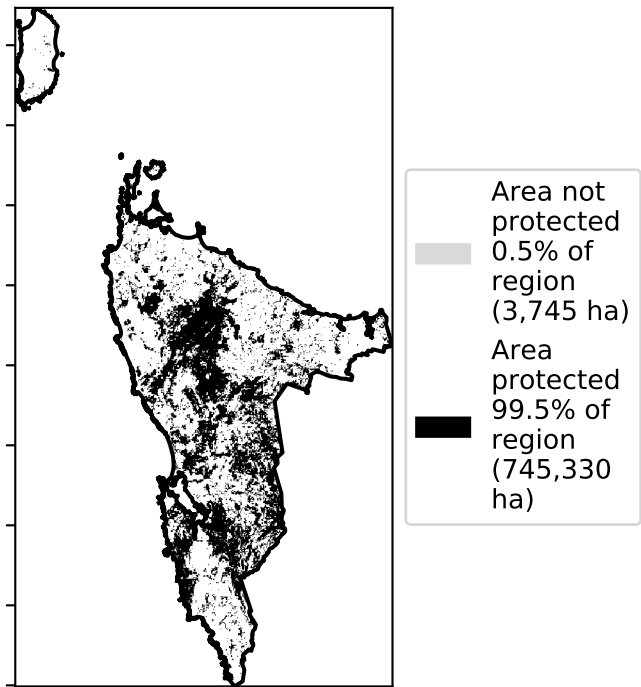 Area not
protected
0.5% of
region
(3,745 ha)
Area
protected
99.5% of
region
(745,330
ha)